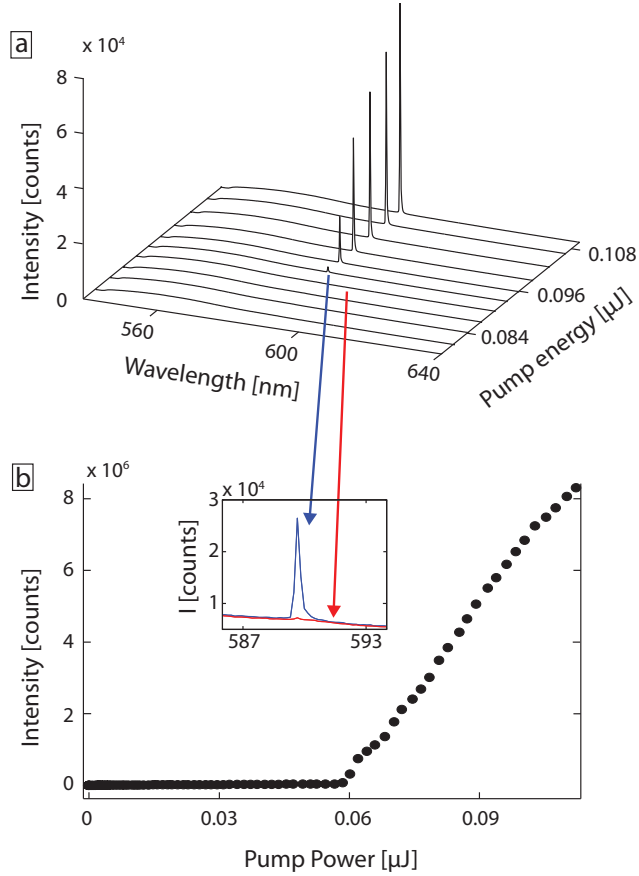 a
x 10⁴
8
6
4
2
0
Intensity [counts]
560
600
640
Wavelength [nm]
0.084
0.096
0.108
Pump energy [µJ]
b
x 10⁶
8
6
4
2
0
Intensity [counts]
x 10⁴
3
2
1
I [counts]
587
593
0
0.03
0.06
0.09
Pump Power [µJ]